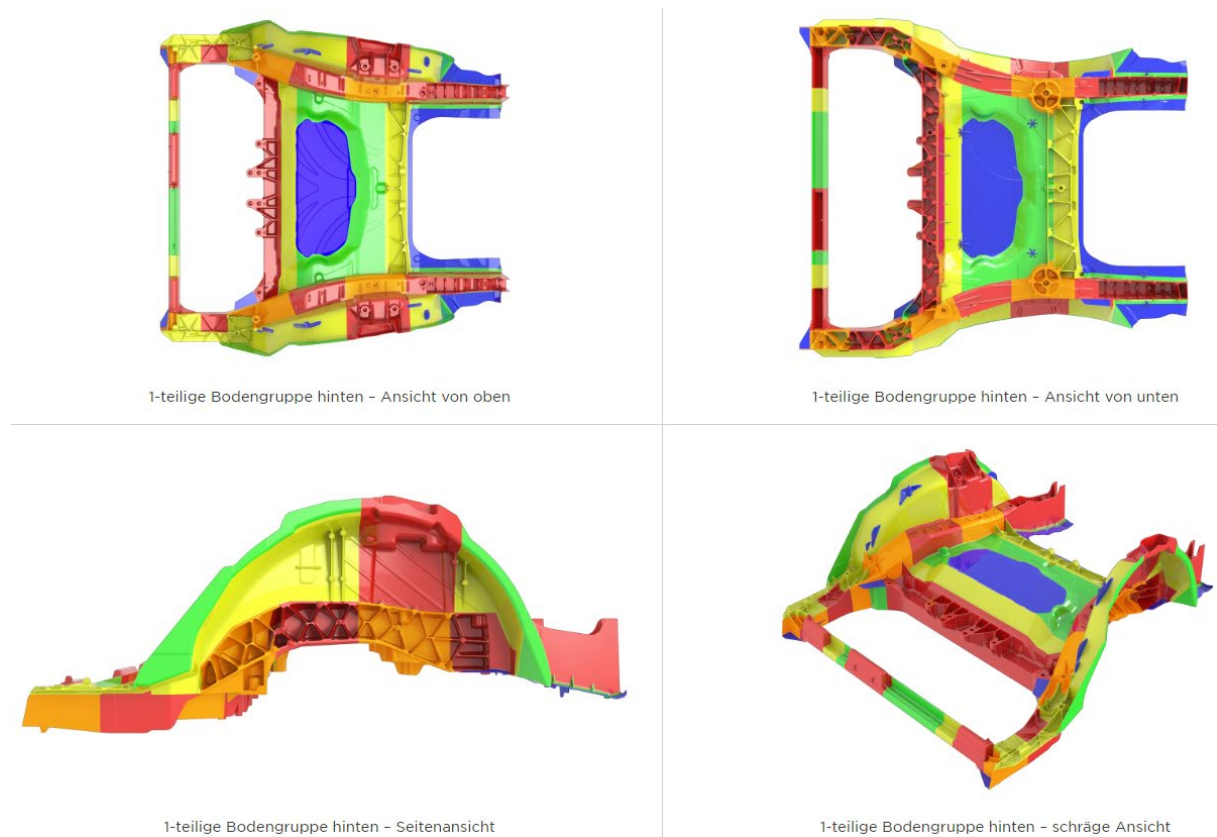 1-teilige Bodengruppe hinten – Ansicht von oben
1-teilige Bodengruppe hinten – Ansicht von unten
1-teilige Bodengruppe hinten – Seitenansicht
1-teilige Bodengruppe hinten – schräge Ansicht